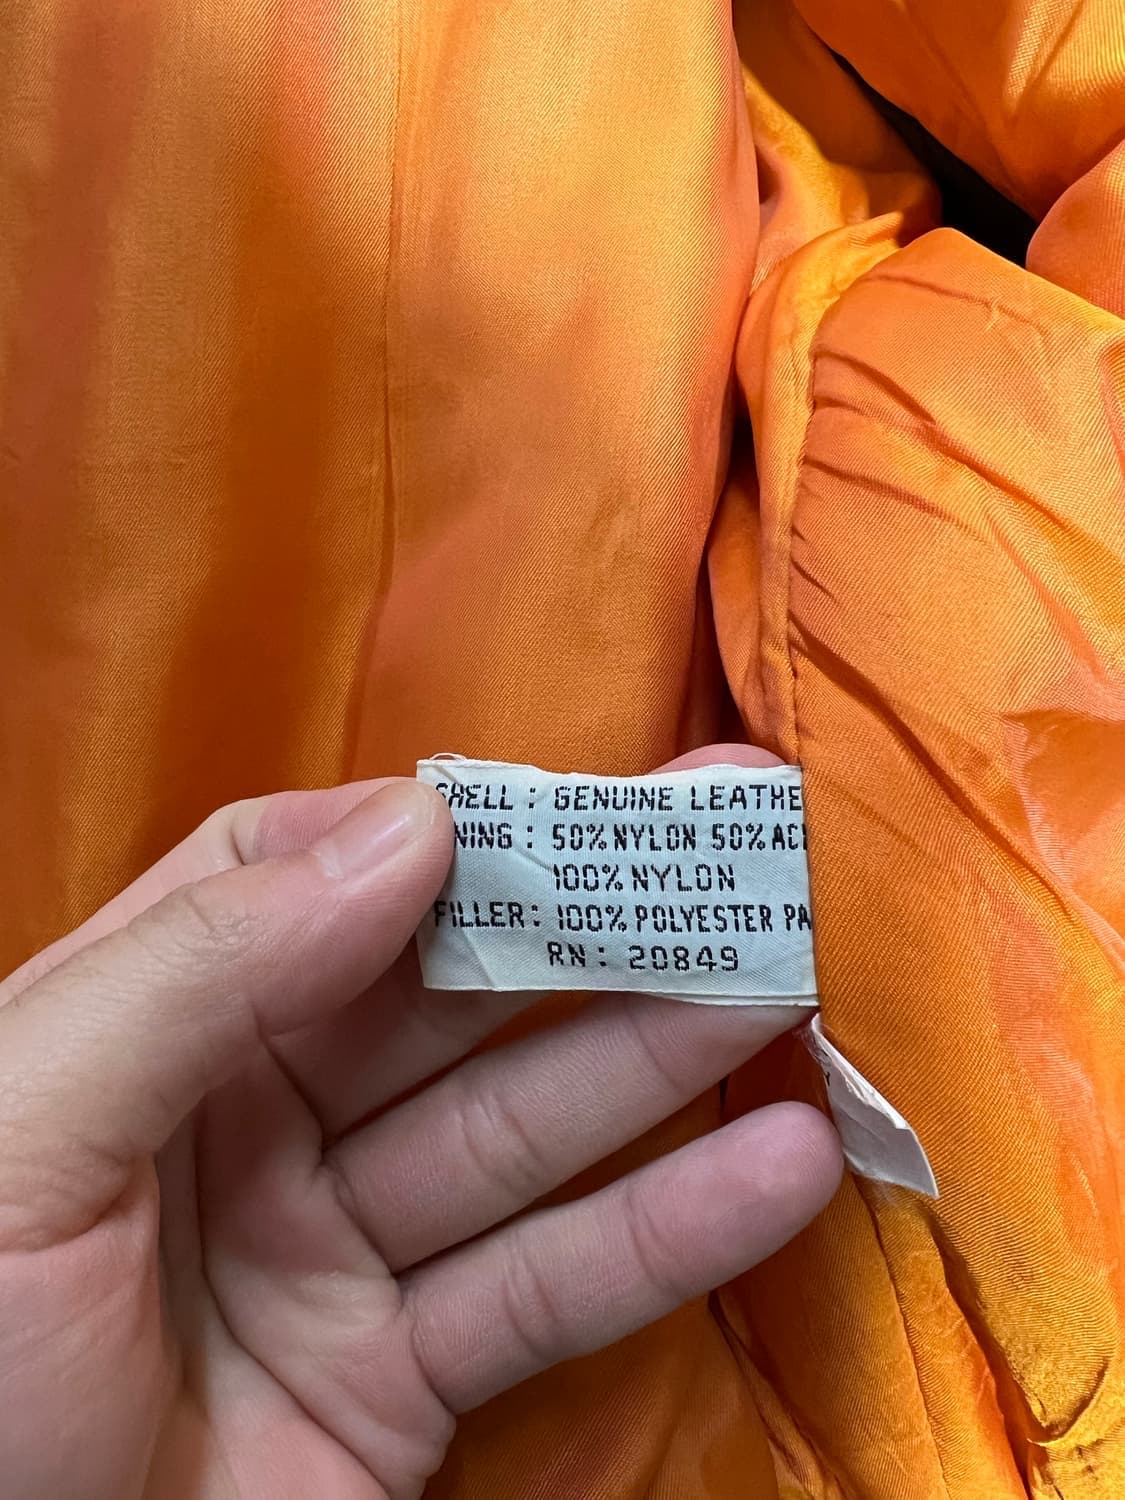 SHELL : GENUINE LEATHE
NING : 50% NYLON 50% AC
100% NYLON
FILLER : 100% POLYESTER PA
RN : 20849